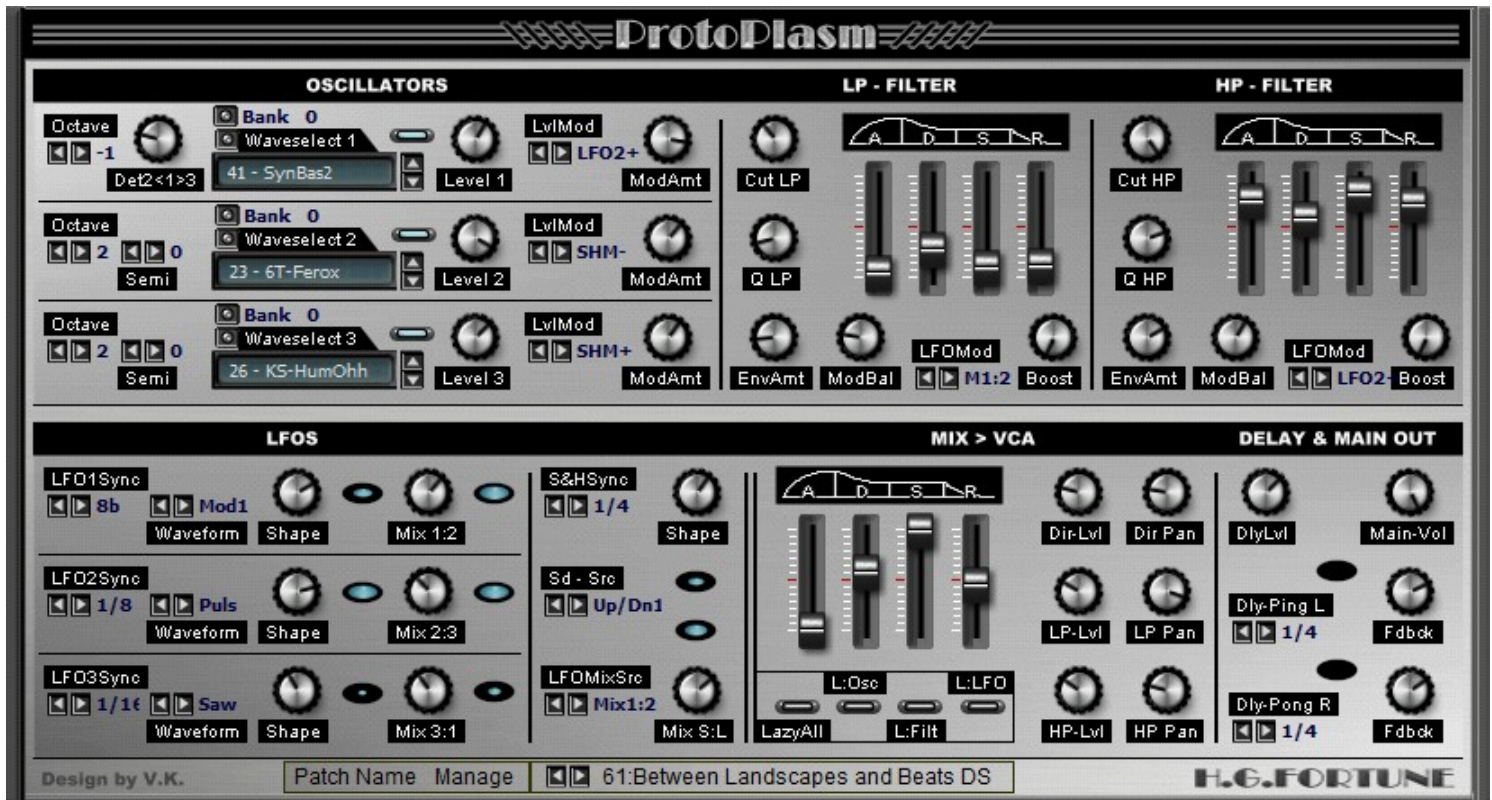 ProtoPlasm
OSCILLATORS
LP - FILTER
HP - FILTER
Octave
-1
Det2<1>3
Bank 0
Waveselect 1
41 - SynBas2
Level 1
LvlMod
LFO2+
ModAmt
Octave
2
0
Semi
Bank 0
Waveselect 2
23 - 6T-Ferox
Level 2
LvlMod
SHM-
ModAmt
Octave
2
0
Semi
Bank 0
Waveselect 3
26 - KS-HumOhh
Level 3
LvlMod
SHM+
ModAmt
Cut LP
Q LP
A D S R
EnvAmt
ModBal
LFOMod
M1:2
Boost
Cut HP
Q HP
A D S R
EnvAmt
ModBal
LFOMod
LFO2-
Boost
LFOS
MIX > VCA
DELAY & MAIN OUT
LFO1Sync
8b
Mod1
Waveform
Shape
Mix 1:2
LFO2Sync
1/8
Puls
Waveform
Shape
Mix 2:3
LFO3Sync
1/16
Saw
Waveform
Shape
Mix 3:1
S&HSync
1/4
Shape
Sd - Src
Up/Dn1
LFOMixSrc
Mix1:2
Mix S:L
A D S R
L:Osc
L:LFO
LazyAll
L:Filt
Dir-Lvl
Dir Pan
LP-Lvl
LP Pan
HP-Lvl
HP Pan
DlyLvl
Main-Vol
Dly-Ping L
1/4
Fdbck
Dly-Pong R
1/4
Fdbck
Design by V.K.
Patch Name Manage
61:Between Landscapes and Beats DS
H.G.FORTUNE